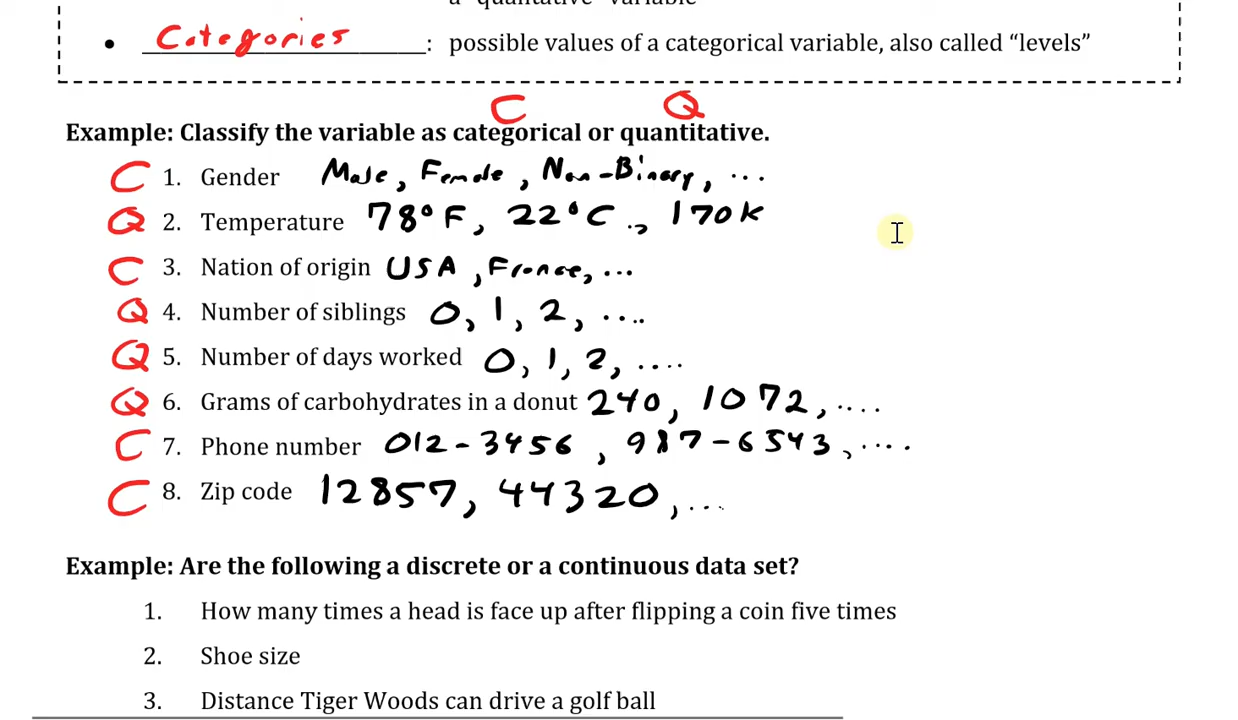 a "quantitative" variable
• Categories : possible values of a categorical variable, also called “levels”
C Q
Example: Classify the variable as categorical or quantitative.
C 1. Gender Male, Female, Non-Binary, ...
Q 2. Temperature 78°F, 22°C, 170K
C 3. Nation of origin USA, France, ...
Q 4. Number of siblings 0, 1, 2, ....
Q 5. Number of days worked 0, 1, 2, ....
Q 6. Grams of carbohydrates in a donut 240, 1072, ....
C 7. Phone number 012-3456, 987-6543, ....
C 8. Zip code 12857, 44320, ...
Example: Are the following a discrete or a continuous data set?
1. How many times a head is face up after flipping a coin five times
2. Shoe size
3. Distance Tiger Woods can drive a golf ball